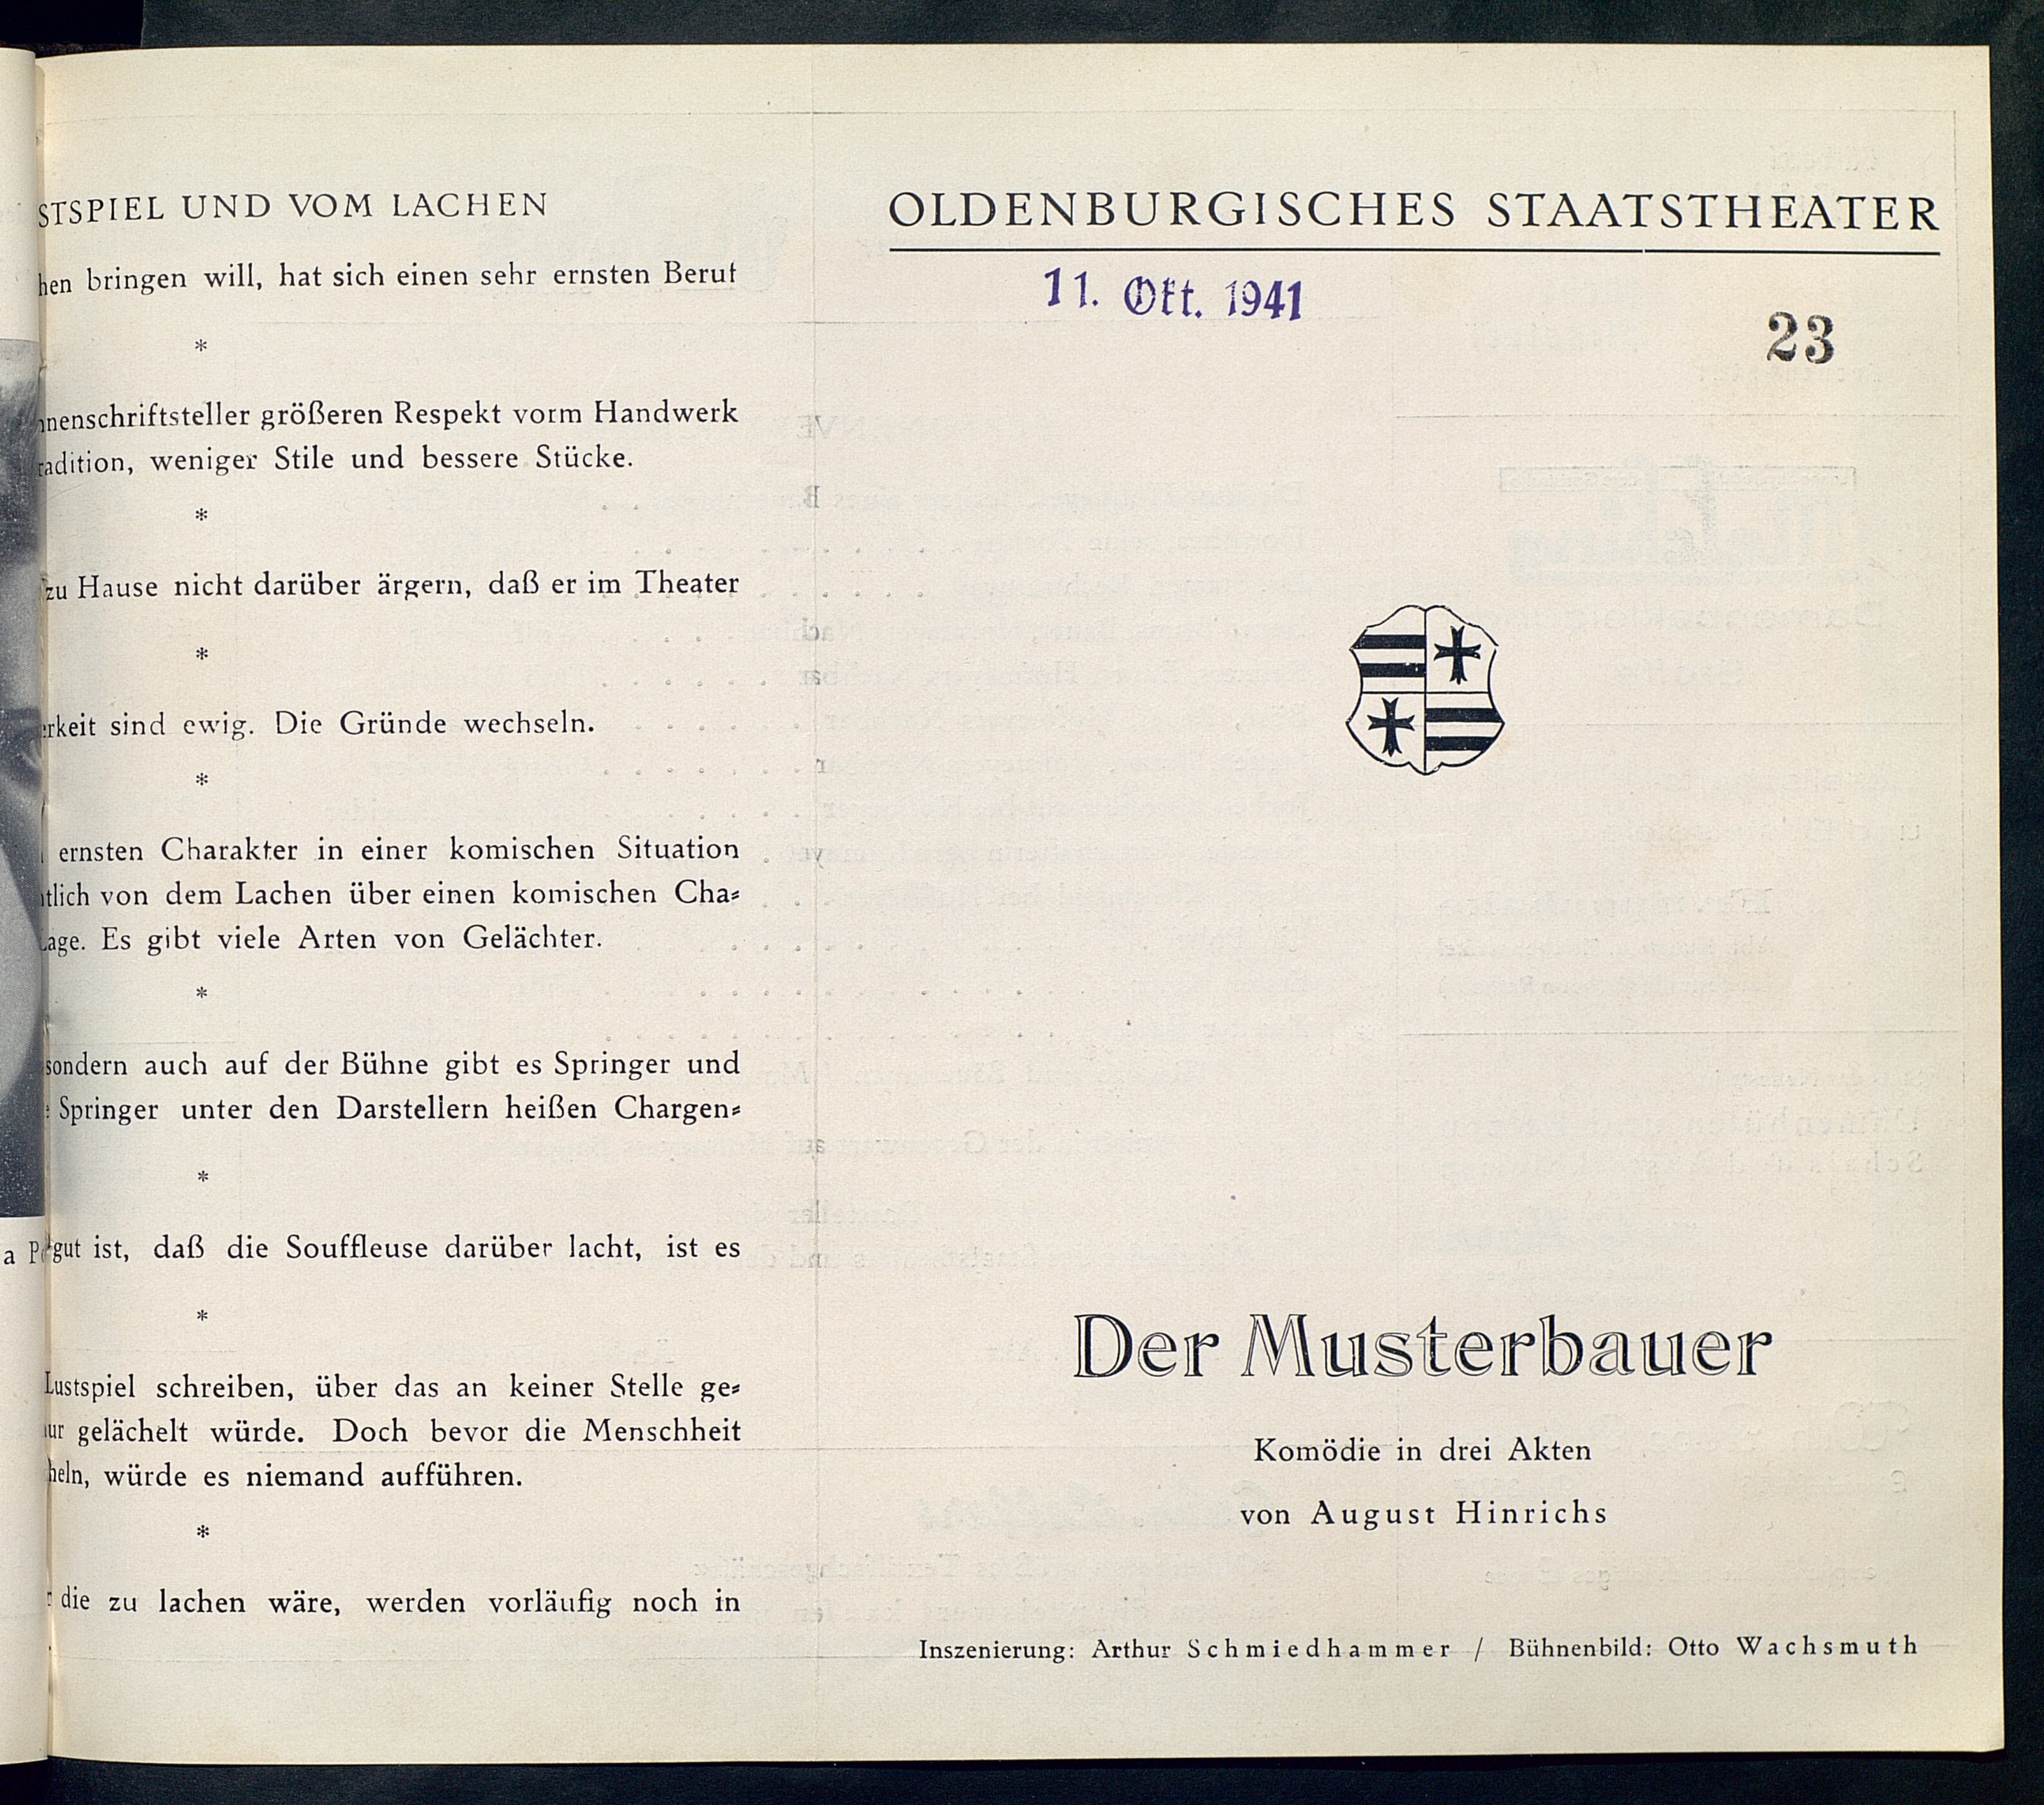 STSPIEL UND VOM LACHEN
hen bringen will, hat sich einen sehr ernsten Beruf
*
nnenschriftsteller größeren Respekt vorm Handwerk
radition, weniger Stile und bessere Stücke.
*
zu Hause nicht darüber ärgern, daß er im Theater
*
erkeit sind ewig. Die Gründe wechseln.
*
ernsten Charakter in einer komischen Situation
tlich von dem Lachen über einen komischen Cha-
Lage. Es gibt viele Arten von Gelächter.
*
sondern auch auf der Bühne gibt es Springer und
Springer unter den Darstellern heißen Chargen-
*
gut ist, daß die Souffleuse darüber lacht, ist es
*
Lustspiel schreiben, über das an keiner Stelle ge-
ur gelächelt würde. Doch bevor die Menschheit
heln, würde es niemand aufführen.
*
die zu lachen wäre, werden vorläufig noch in
OLDENBURGISCHES STAATSTHEATER
11. Okt. 1941
23
Der Musterbauer
Komödie in drei Akten
von August Hinrichs
Inszenierung: Arthur Schmiedhammer / Bühnenbild: Otto Wachsmuth